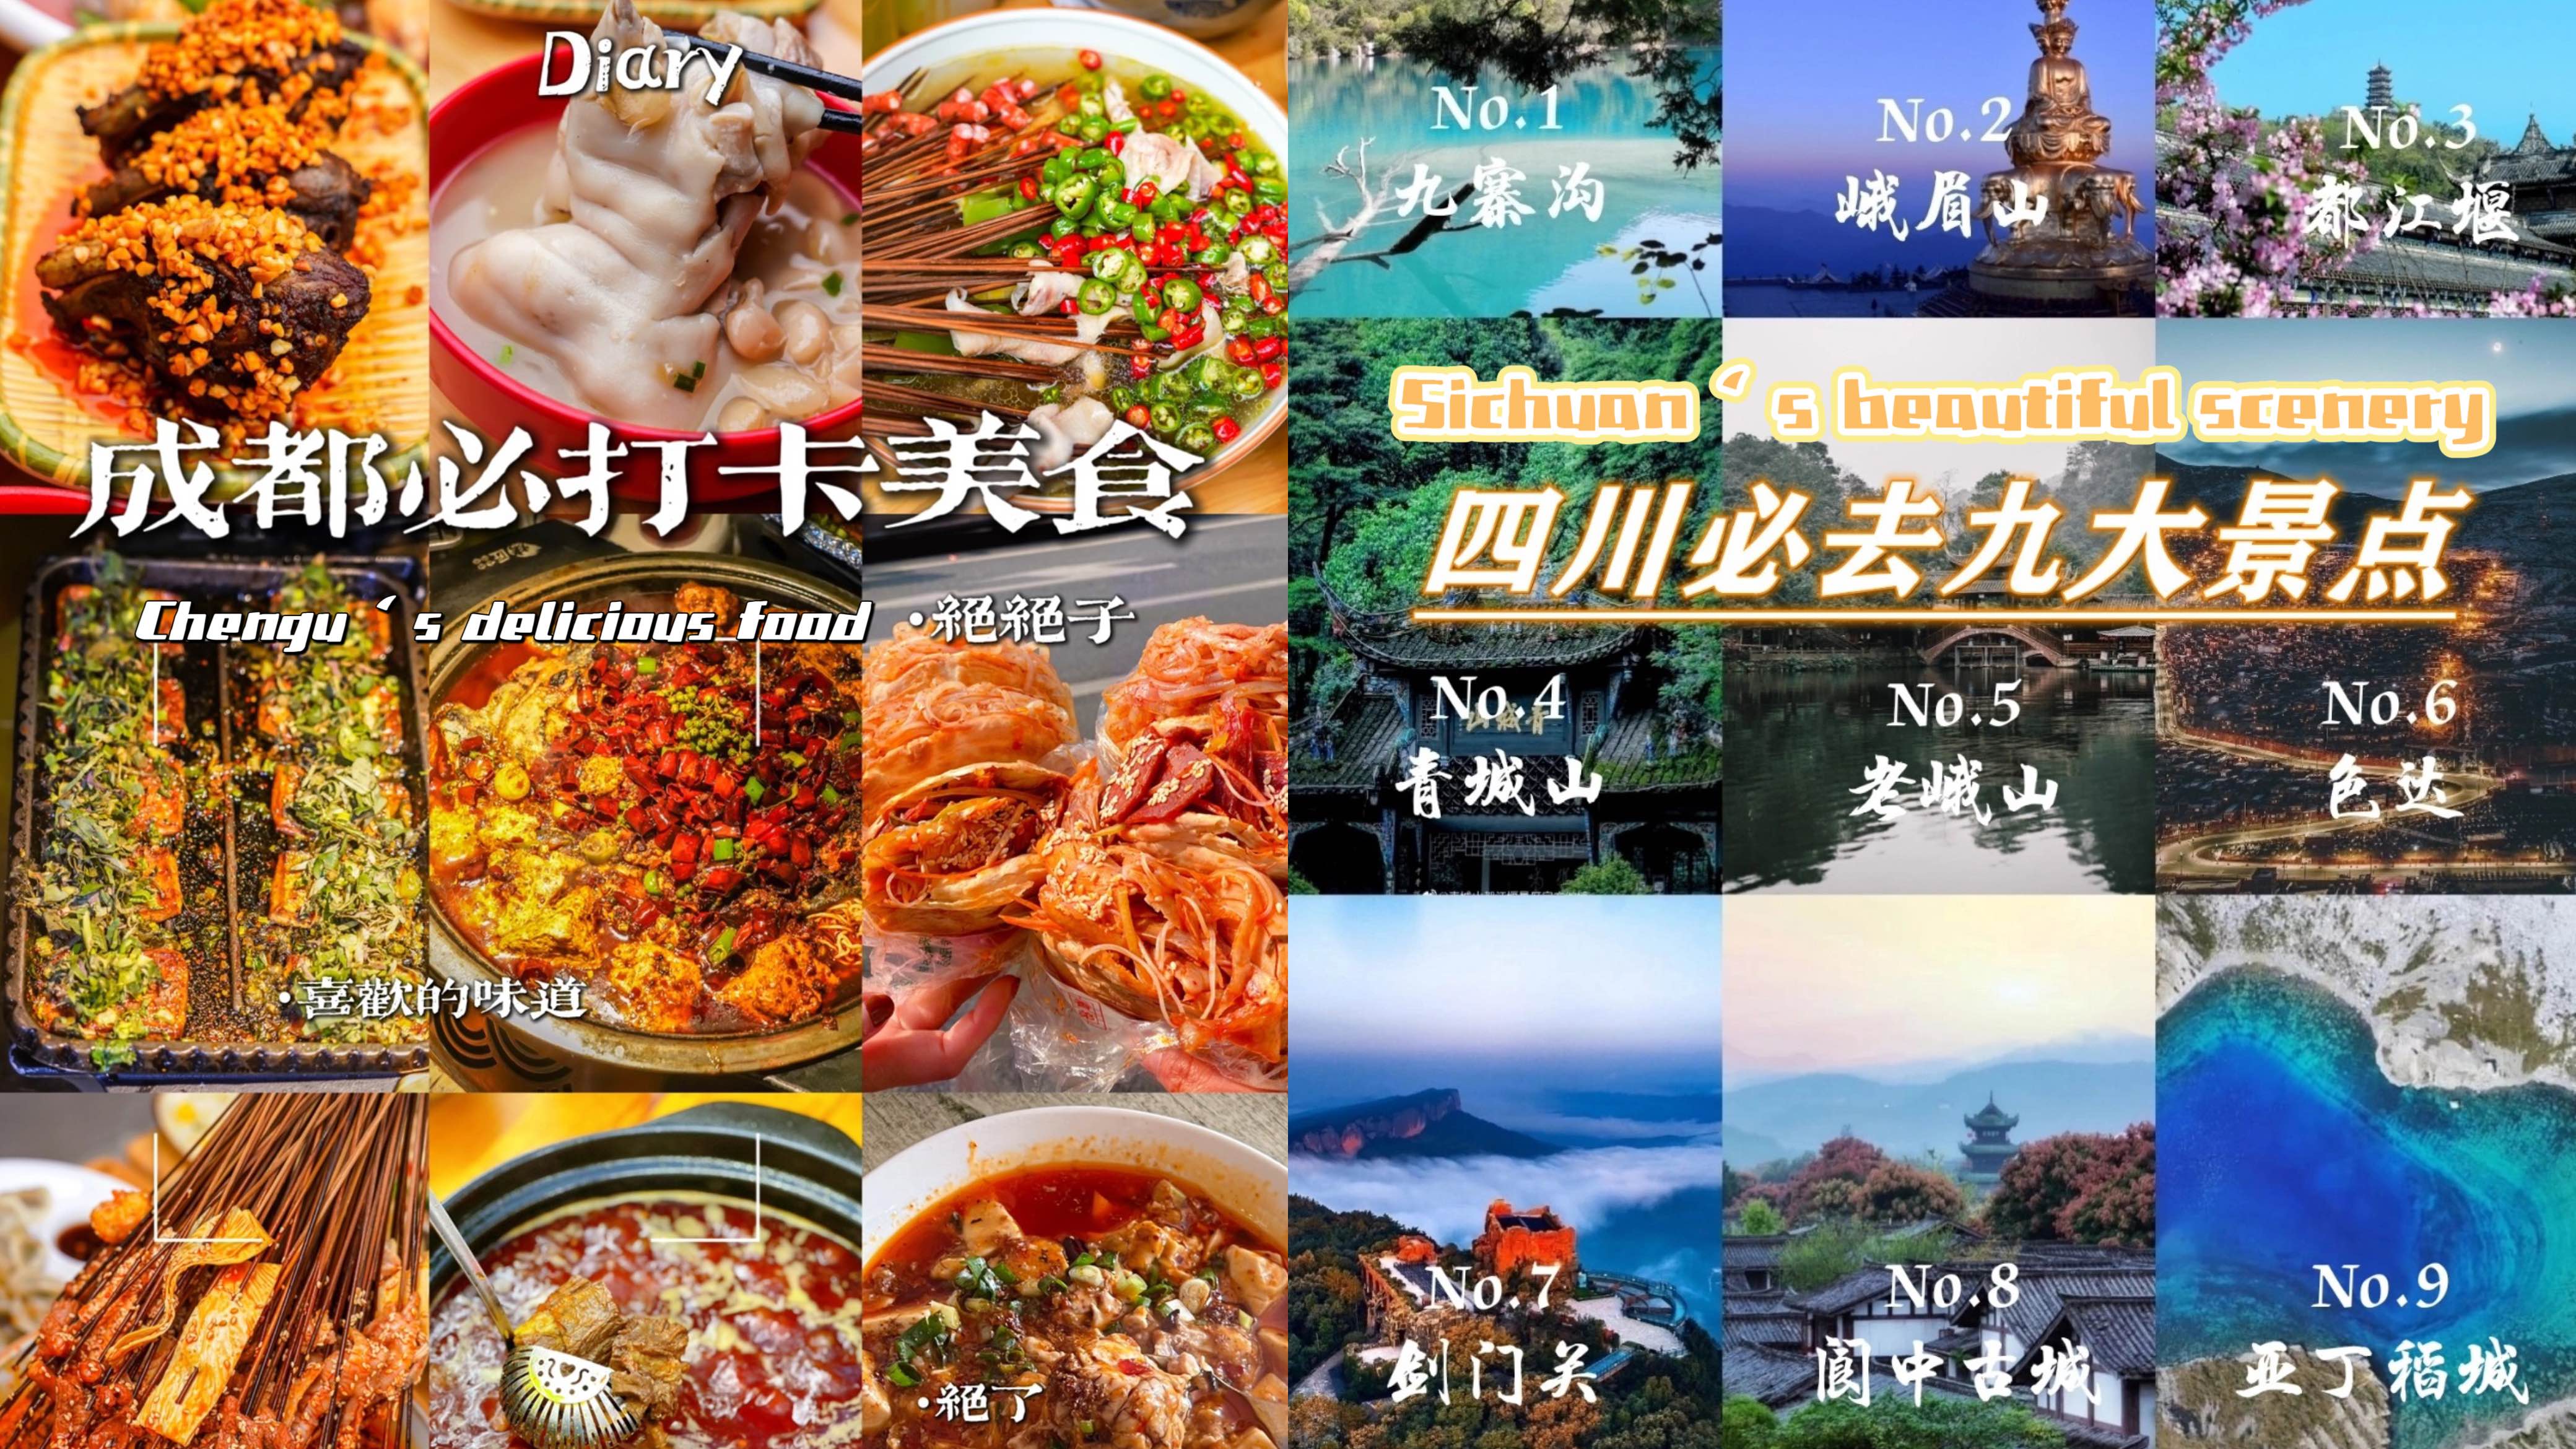 Diary
成都必打卡美食
Chengu‘s delicious food
·絕絕子
·喜歡的味道
·絕了
No.1
九寨沟
No.2
峨眉山
No.3
都江堰
Sichuan‘s beautiful scenery
四川必去九大景点
No.4
青城山
No.5
老峨山
No.6
色达
No.7
剑门关
No.8
阆中古城
No.9
亚丁稻城